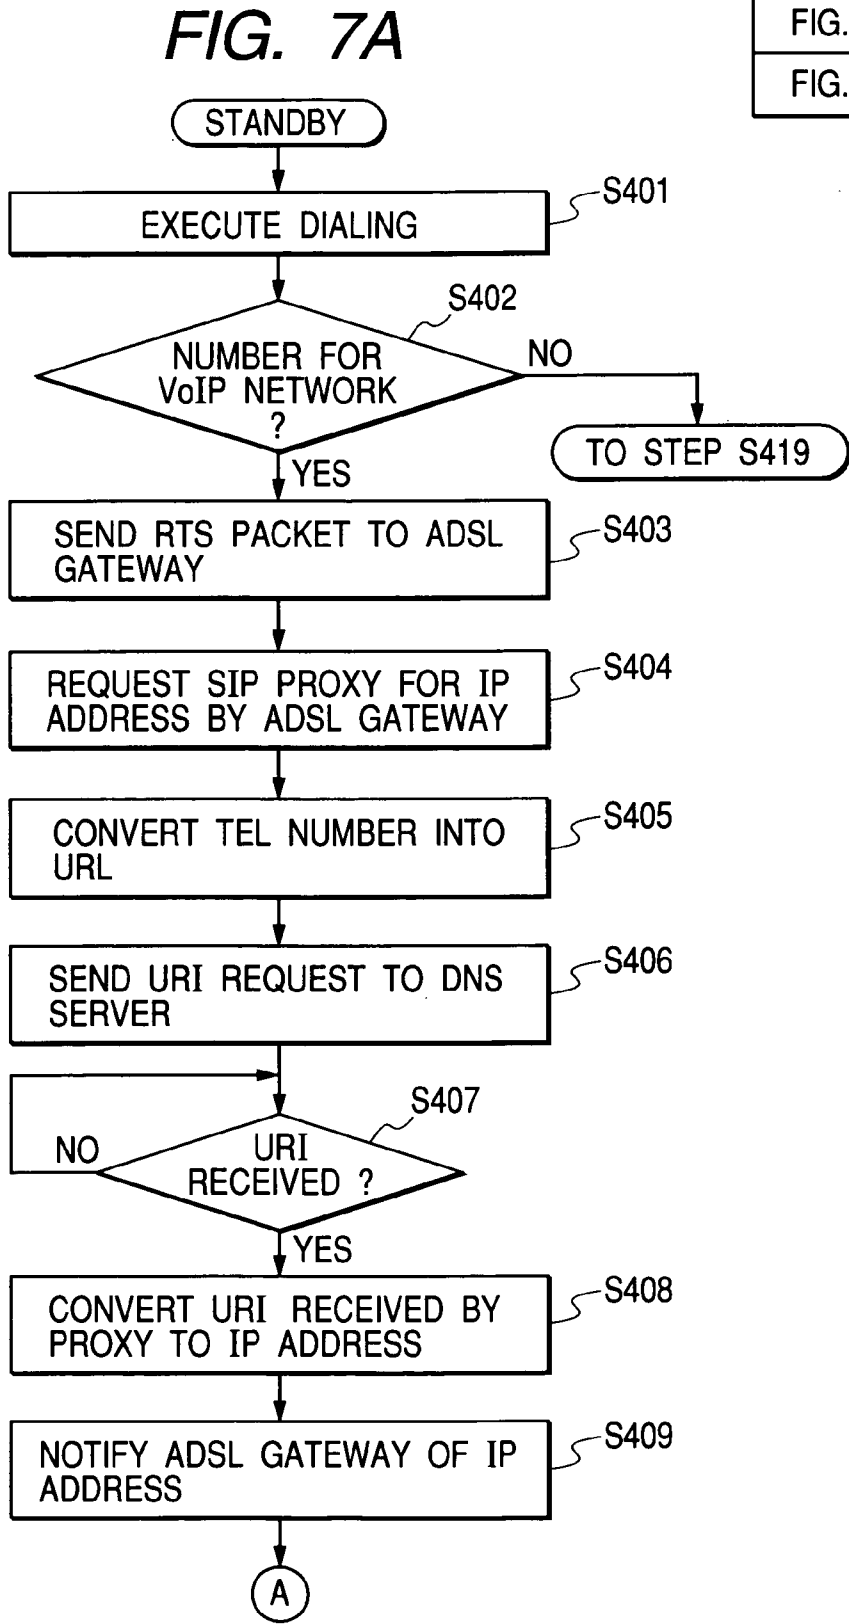 FIG. 7A
FIG.
FIG.
STANDBY
S401
EXECUTE DIALING
S402
NUMBER FOR
VoIP NETWORK
?
NO
TO STEP S419
YES
S403
SEND RTS PACKET TO ADSL
GATEWAY
S404
REQUEST SIP PROXY FOR IP
ADDRESS BY ADSL GATEWAY
S405
CONVERT TEL NUMBER INTO
URL
S406
SEND URI REQUEST TO DNS
SERVER
S407
URI
RECEIVED ?
NO
YES
S408
CONVERT URI RECEIVED BY
PROXY TO IP ADDRESS
S409
NOTIFY ADSL GATEWAY OF IP
ADDRESS
A